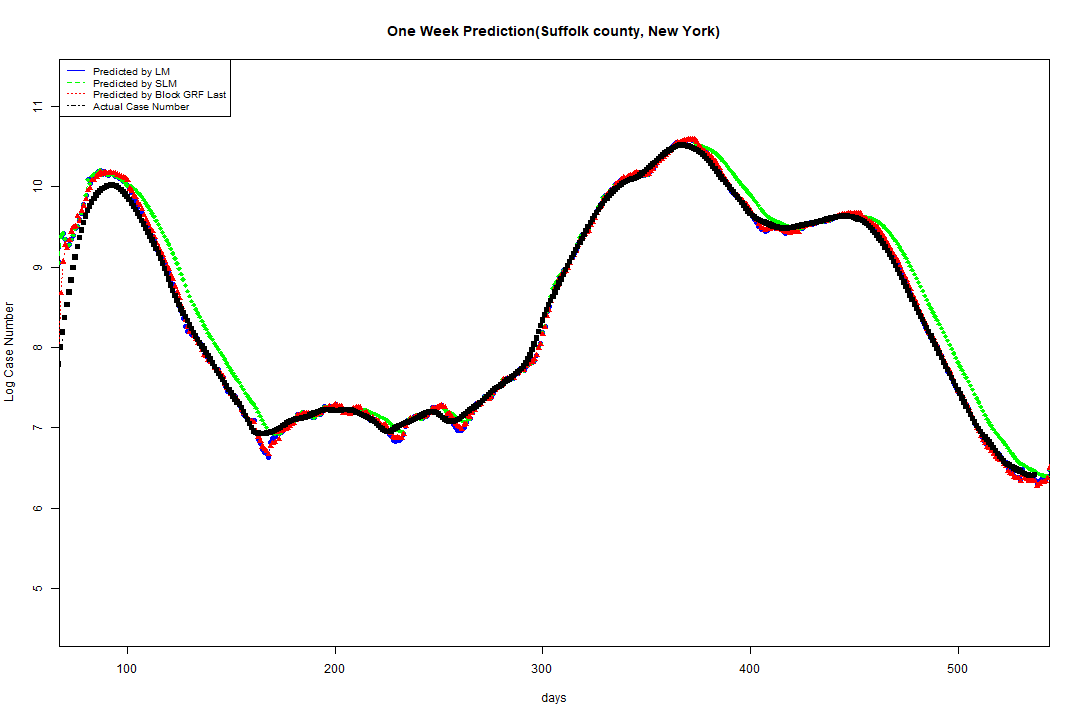 One Week Prediction(Suffolk county, New York)
Predicted by LM
Predicted by SLM
Predicted by Block GRF Last
Actual Case Number
11
10
9
8
7
6
5
Log Case Number
100 200 300 400 500
days